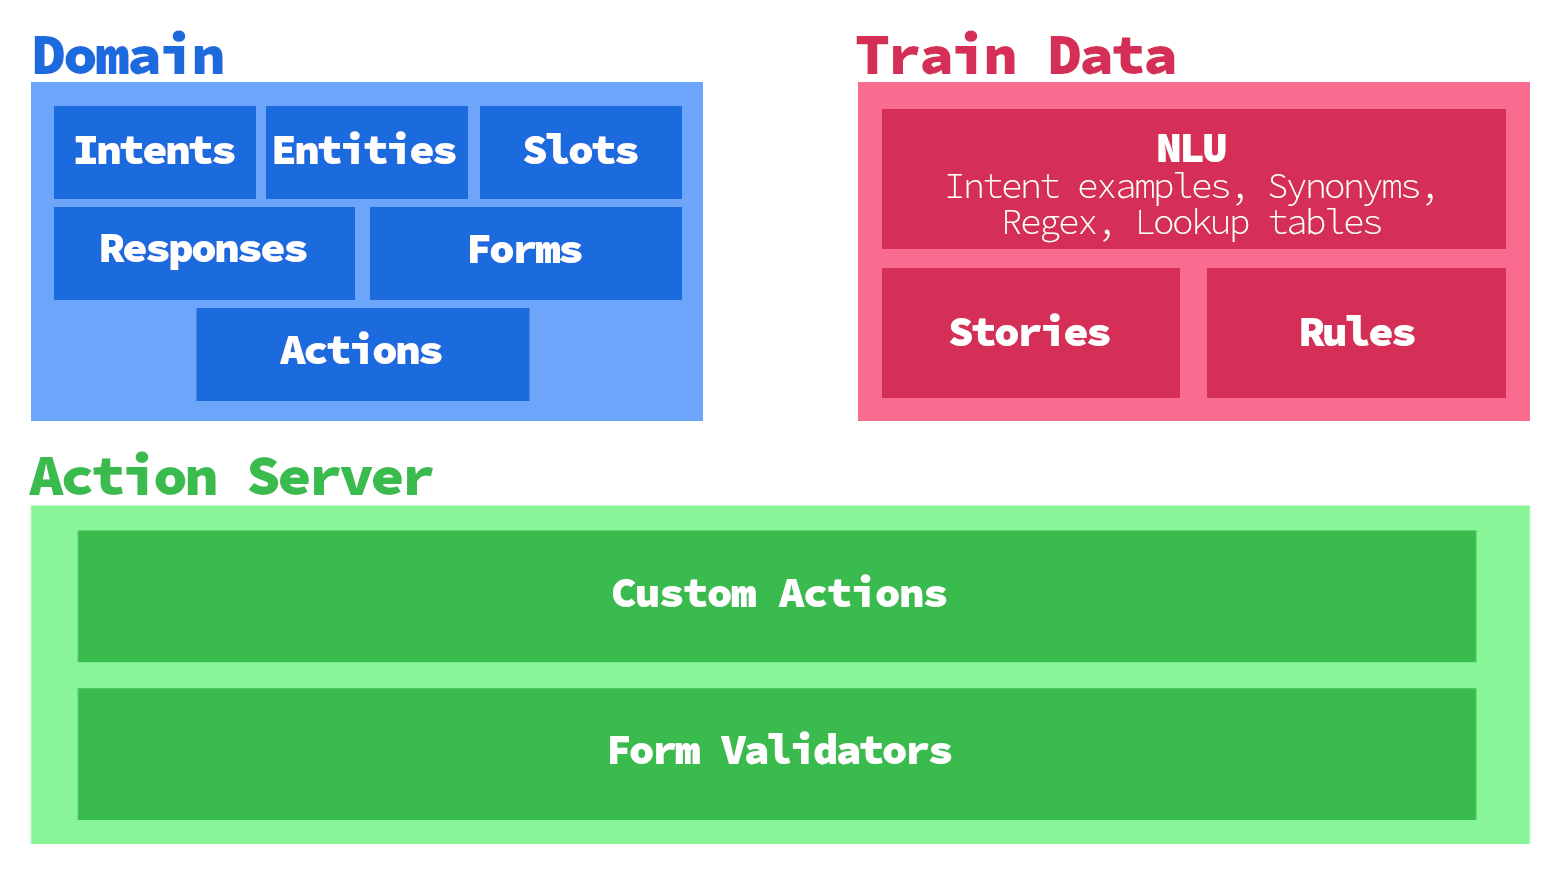 Domain
Intents
Entities
Slots
Responses
Forms
Actions
Train Data
NLU
Intent examples, Synonyms,
Regex, Lookup tables
Stories
Rules
Action Server
Custom Actions
Form Validators